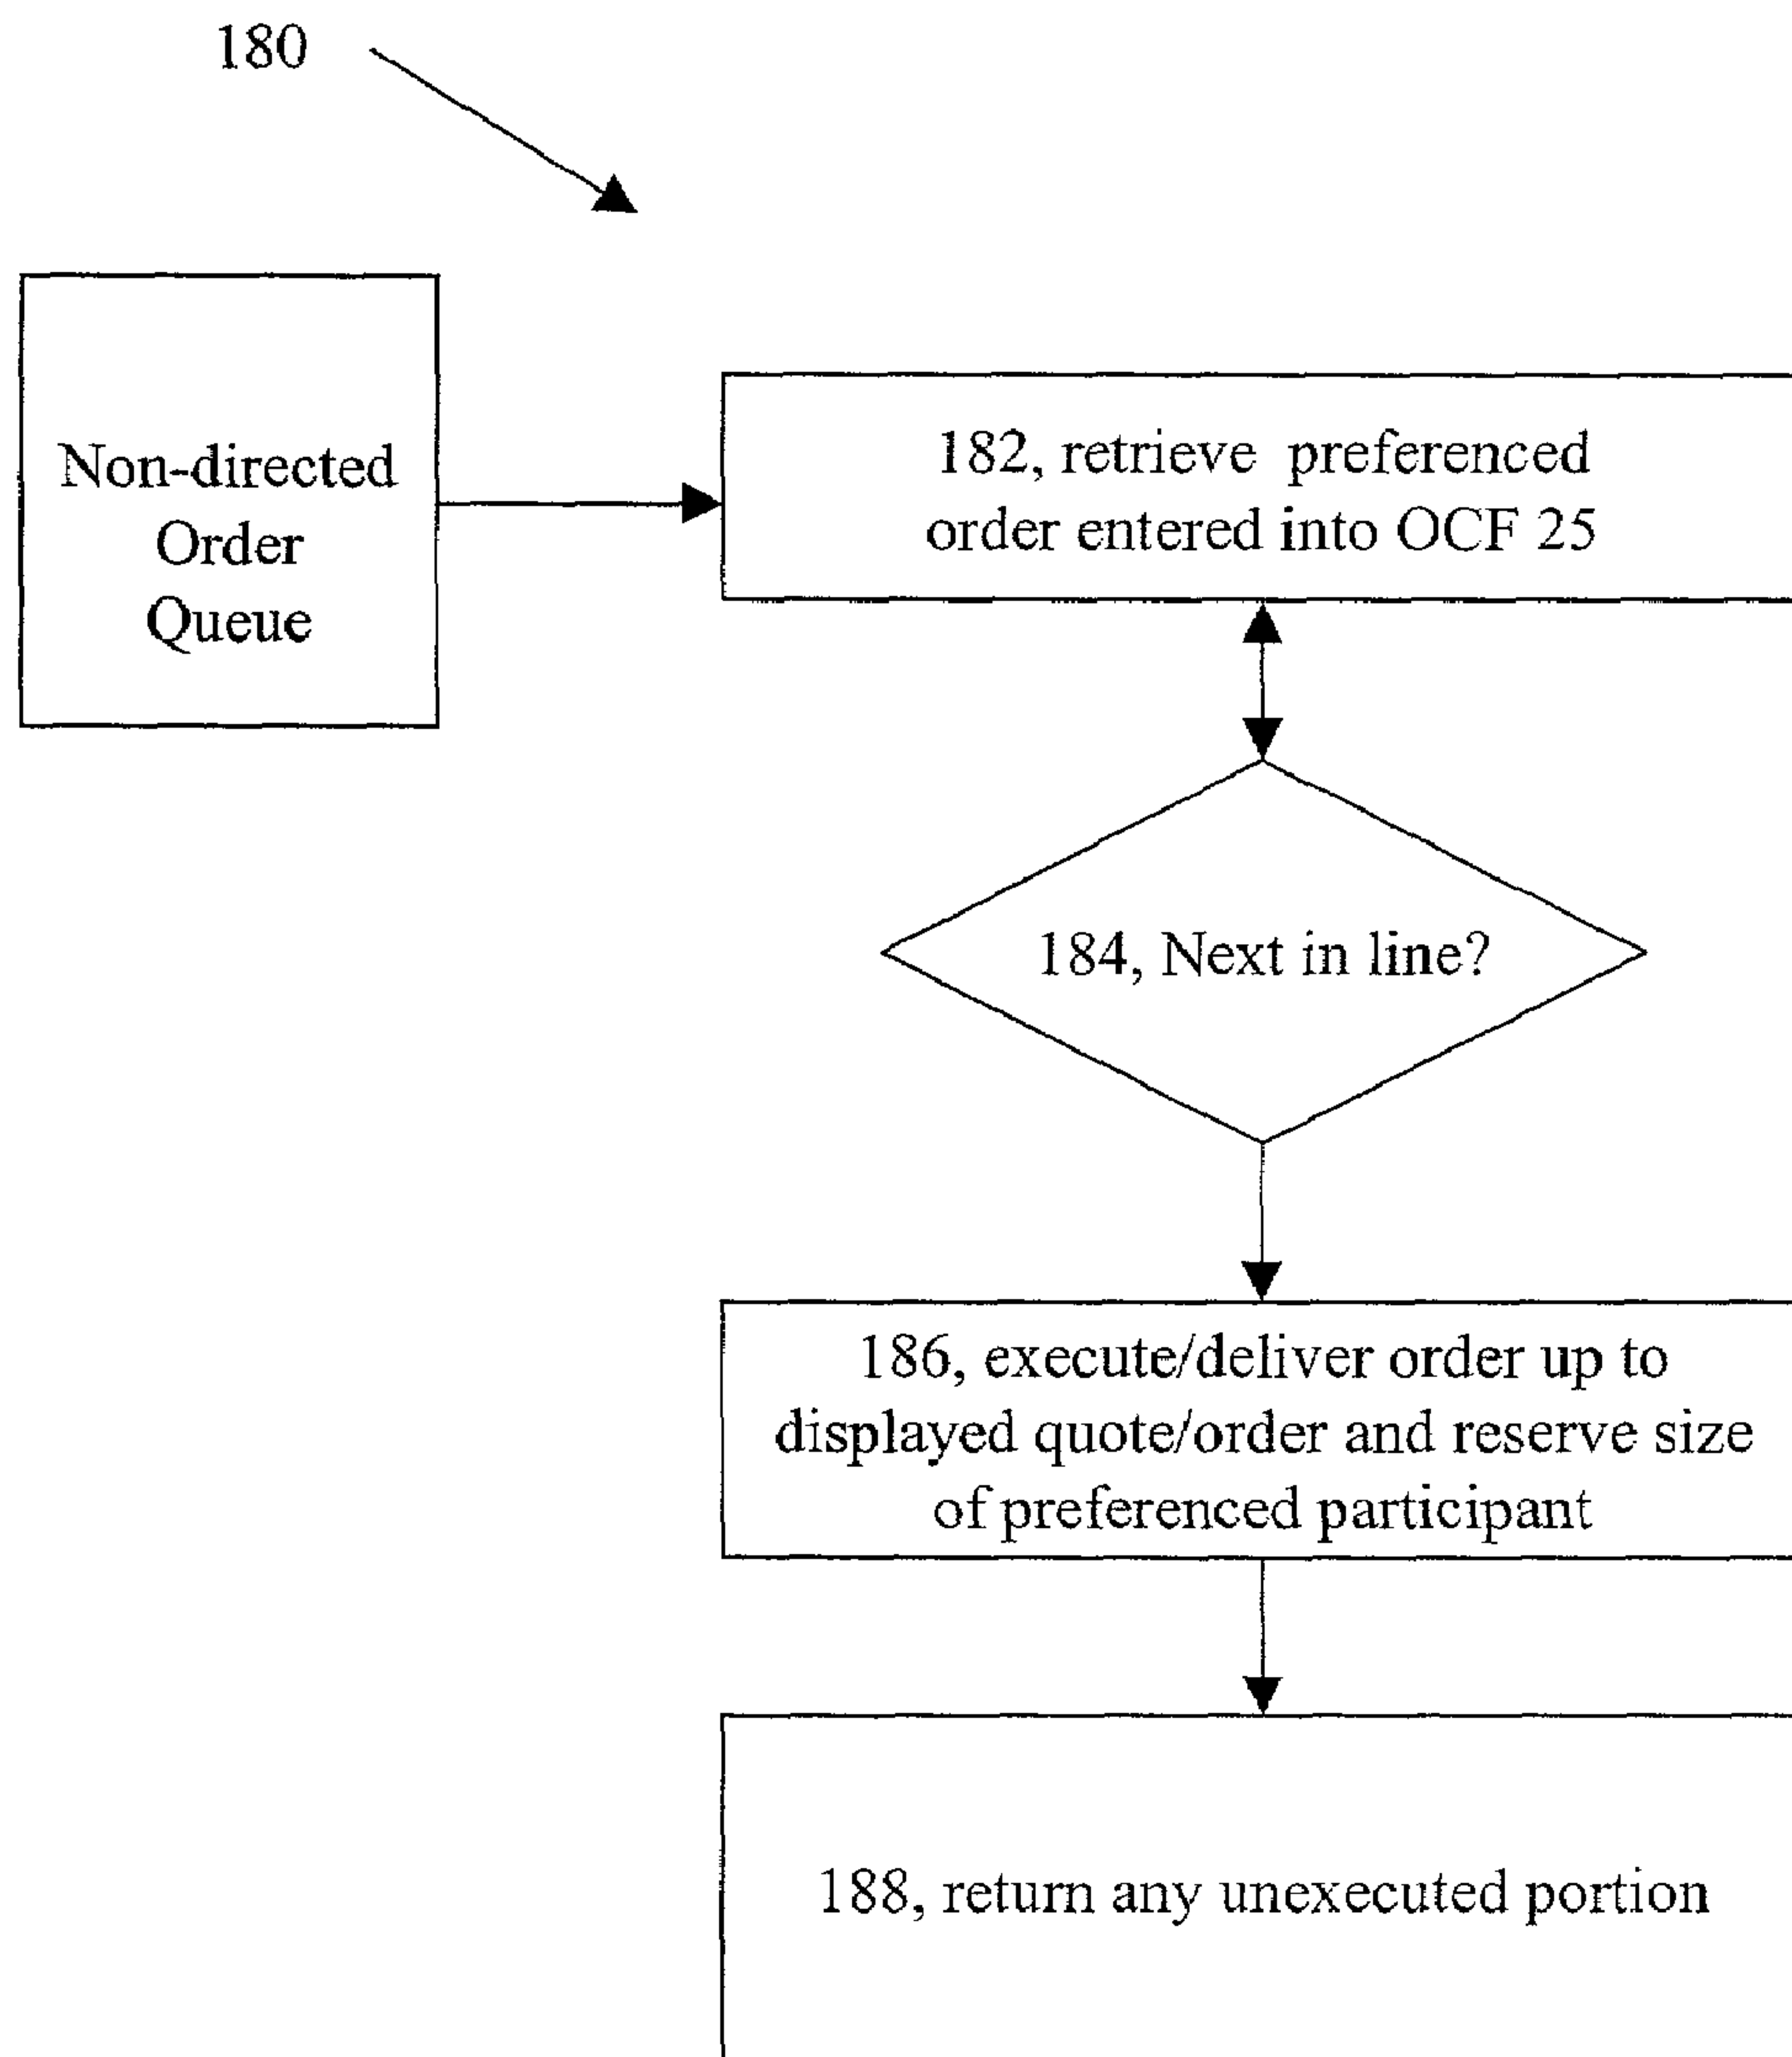 180
Non-directed
Order
Queue
182, retrieve preferenced
order entered into OCF 25
184, Next in line?
186, execute/deliver order up to
displayed quote/order and reserve size
of preferenced participant
188, return any unexecuted portion